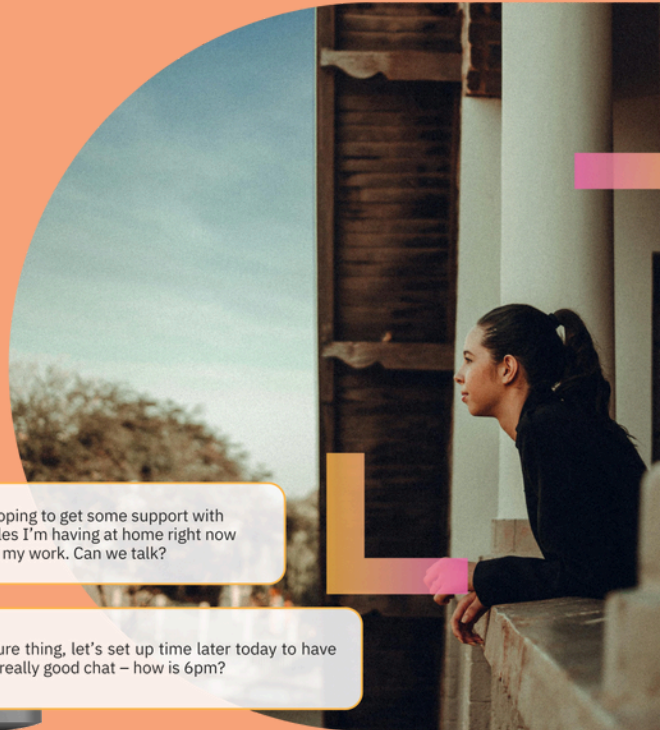 oping to get some support with
les I’m having at home right now
my work. Can we talk?
ure thing, let’s set up time later today to have
really good chat – how is 6pm?